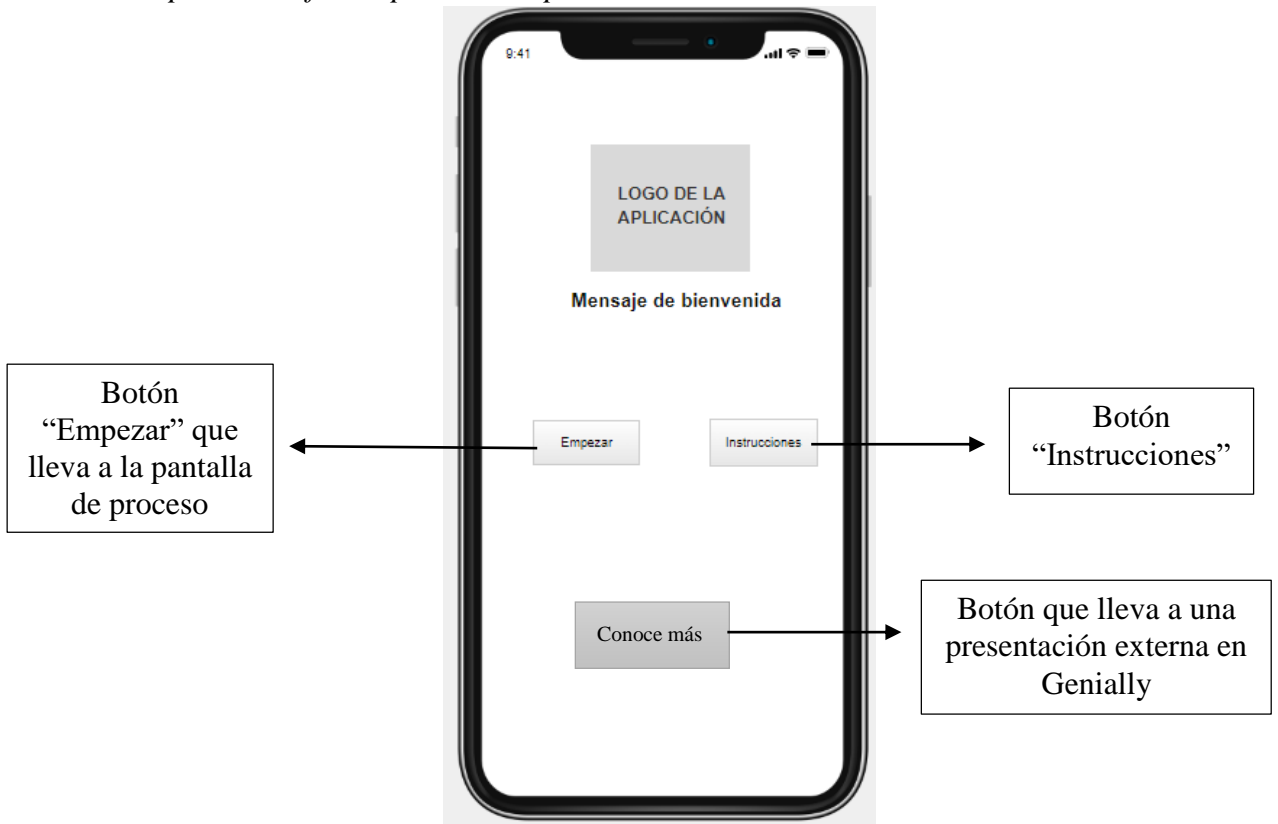 9:41
LOGO DE LA
APLICACIÓN
Mensaje de bienvenida
Botón
“Empezar” que
lleva a la pantalla
de proceso
Empezar
Instrucciones
Botón
“Instrucciones”
Conoce más
Botón que lleva a una
presentación externa en
Genially